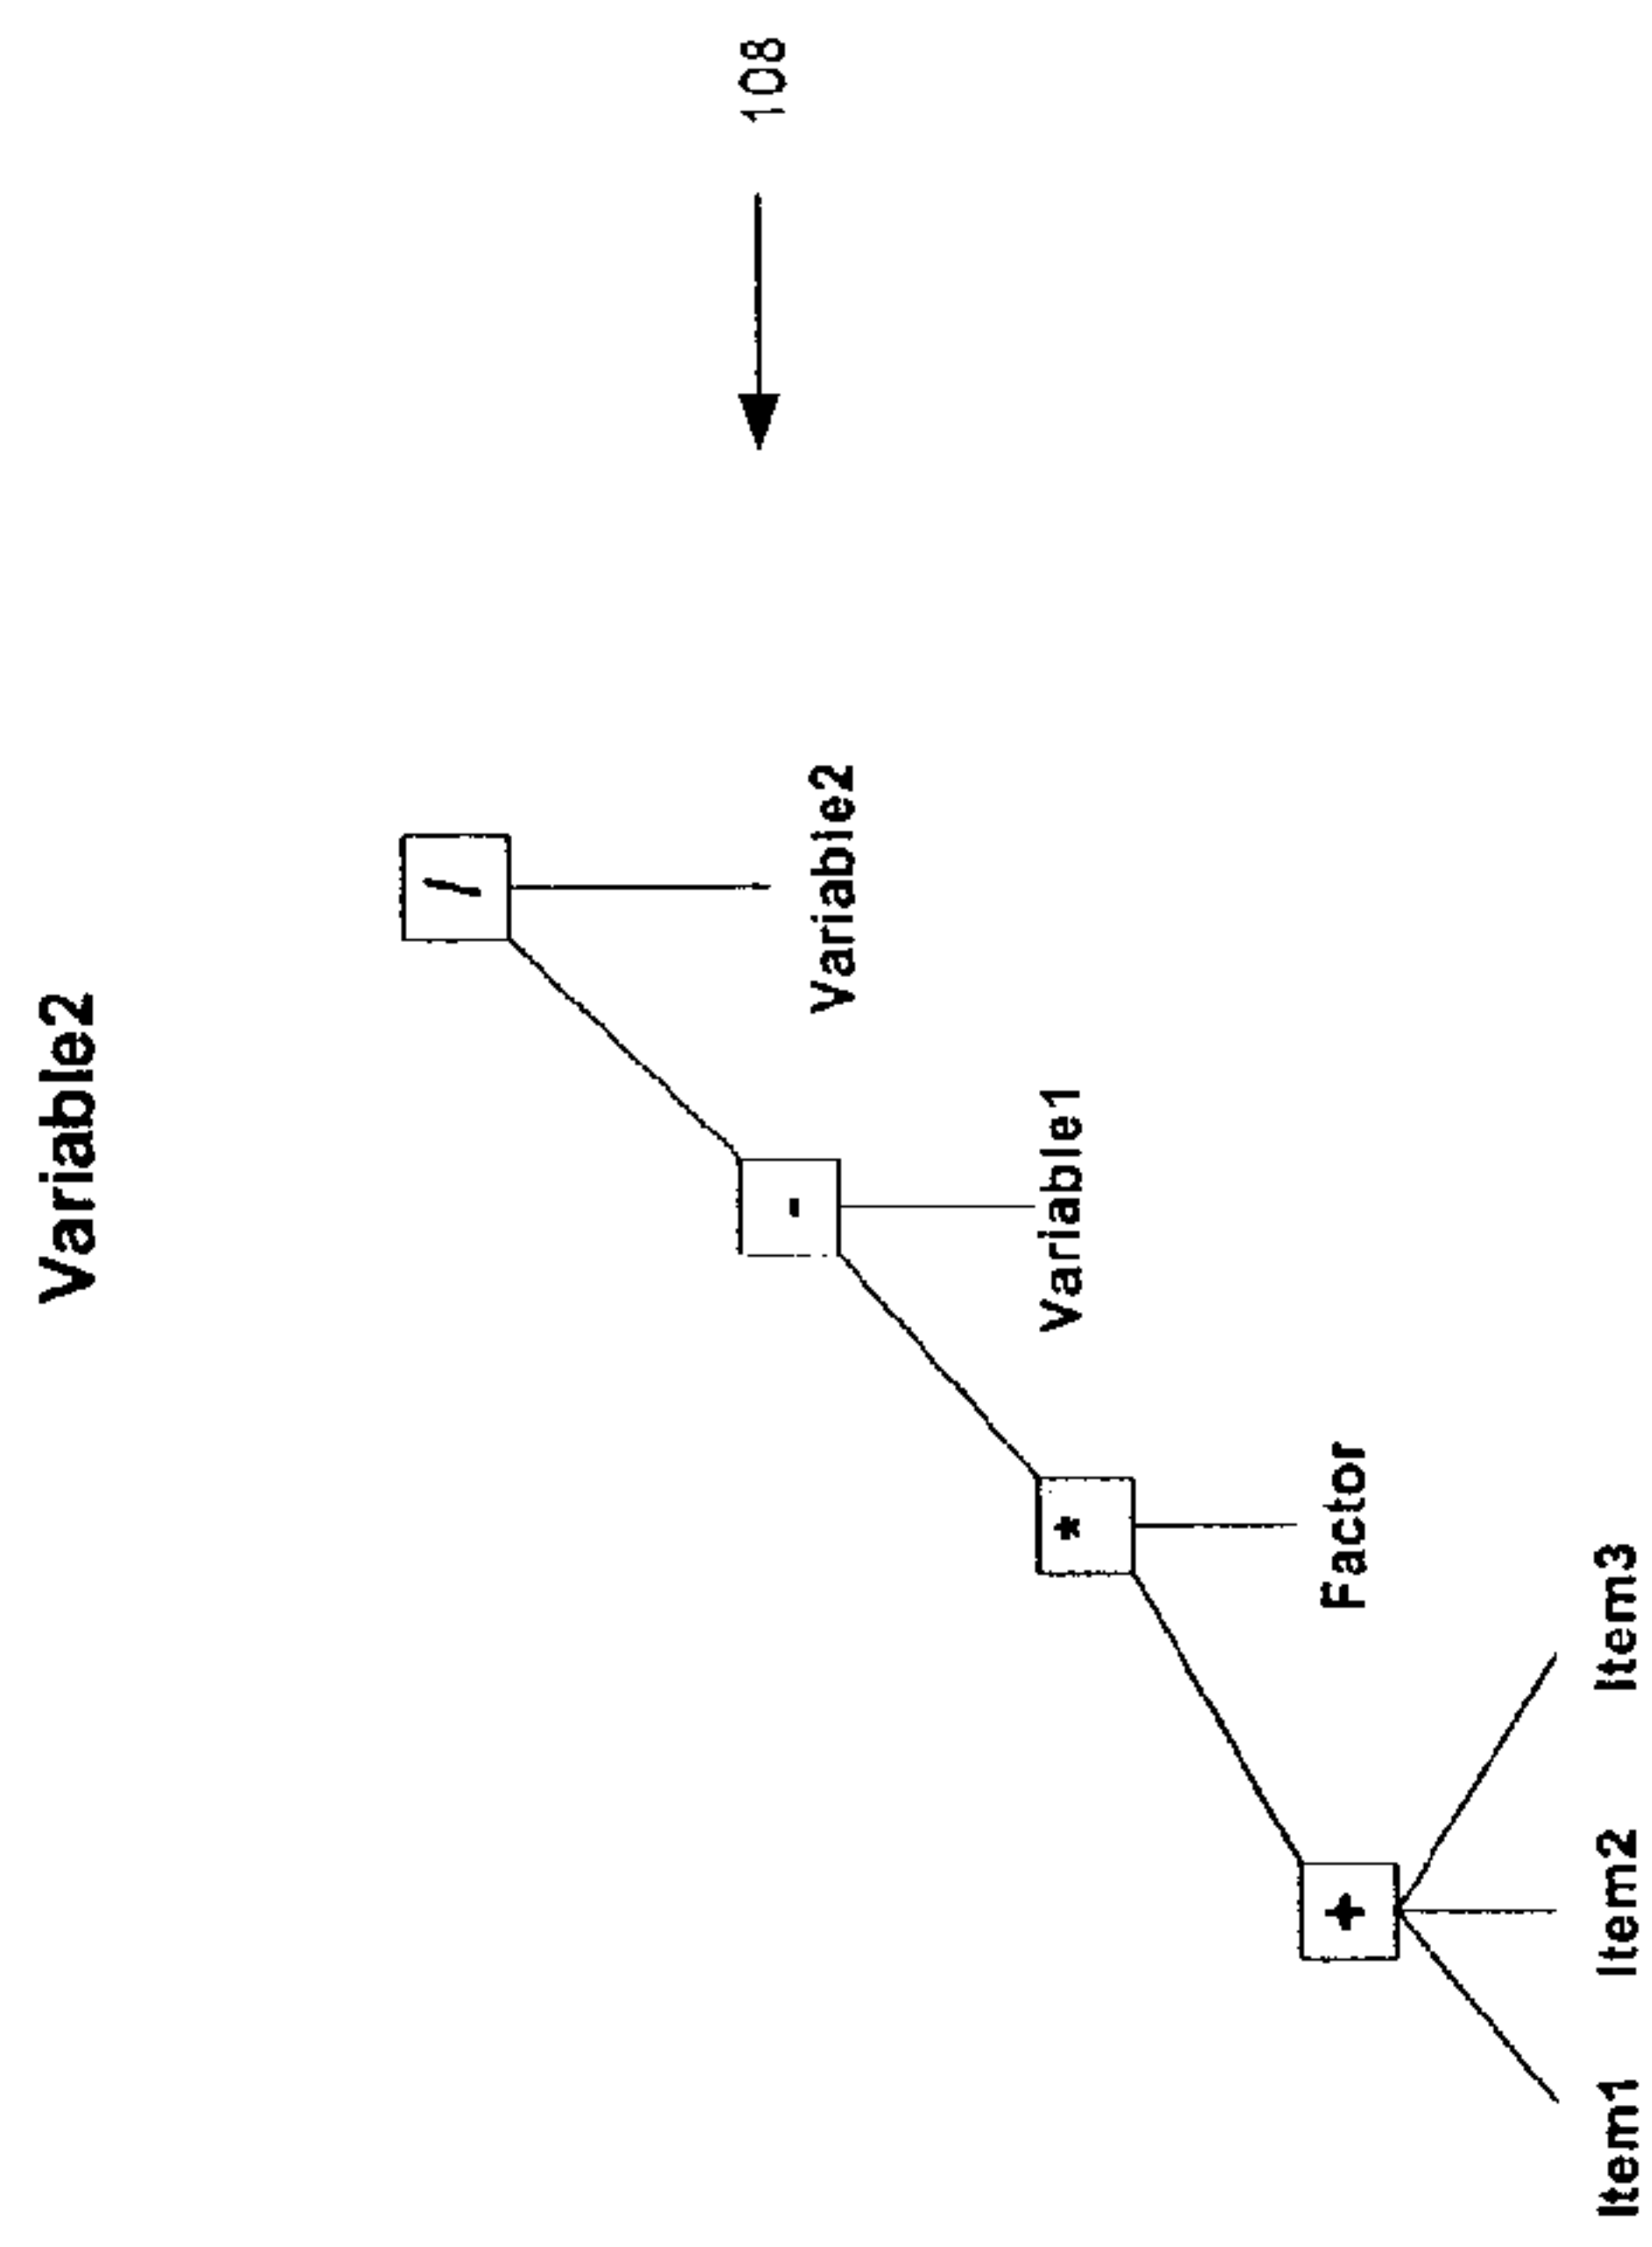 Variable2
/
-
108
Variable2
*
Variable1
+
Factor
Item1 Item2 Item3